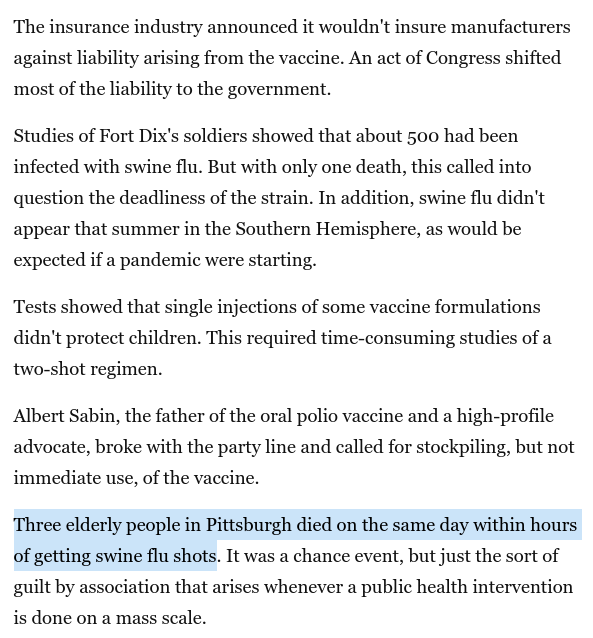 The insurance industry announced it wouldn't insure manufacturers
against liability arising from the vaccine. An act of Congress shifted
most of the liability to the government.
Studies of Fort Dix's soldiers showed that about 500 had been
infected with swine flu. But with only one death, this called into
question the deadliness of the strain. In addition, swine flu didn't
appear that summer in the Southern Hemisphere, as would be
expected if a pandemic were starting.
Tests showed that single injections of some vaccine formulations
didn't protect children. This required time-consuming studies of a
two-shot regimen.
Albert Sabin, the father of the oral polio vaccine and a high-profile
advocate, broke with the party line and called for stockpiling, but not
immediate use, of the vaccine.
Three elderly people in Pittsburgh died on the same day within hours
of getting swine flu shots. It was a chance event, but just the sort of
guilt by association that arises whenever a public health intervention
is done on a mass scale.